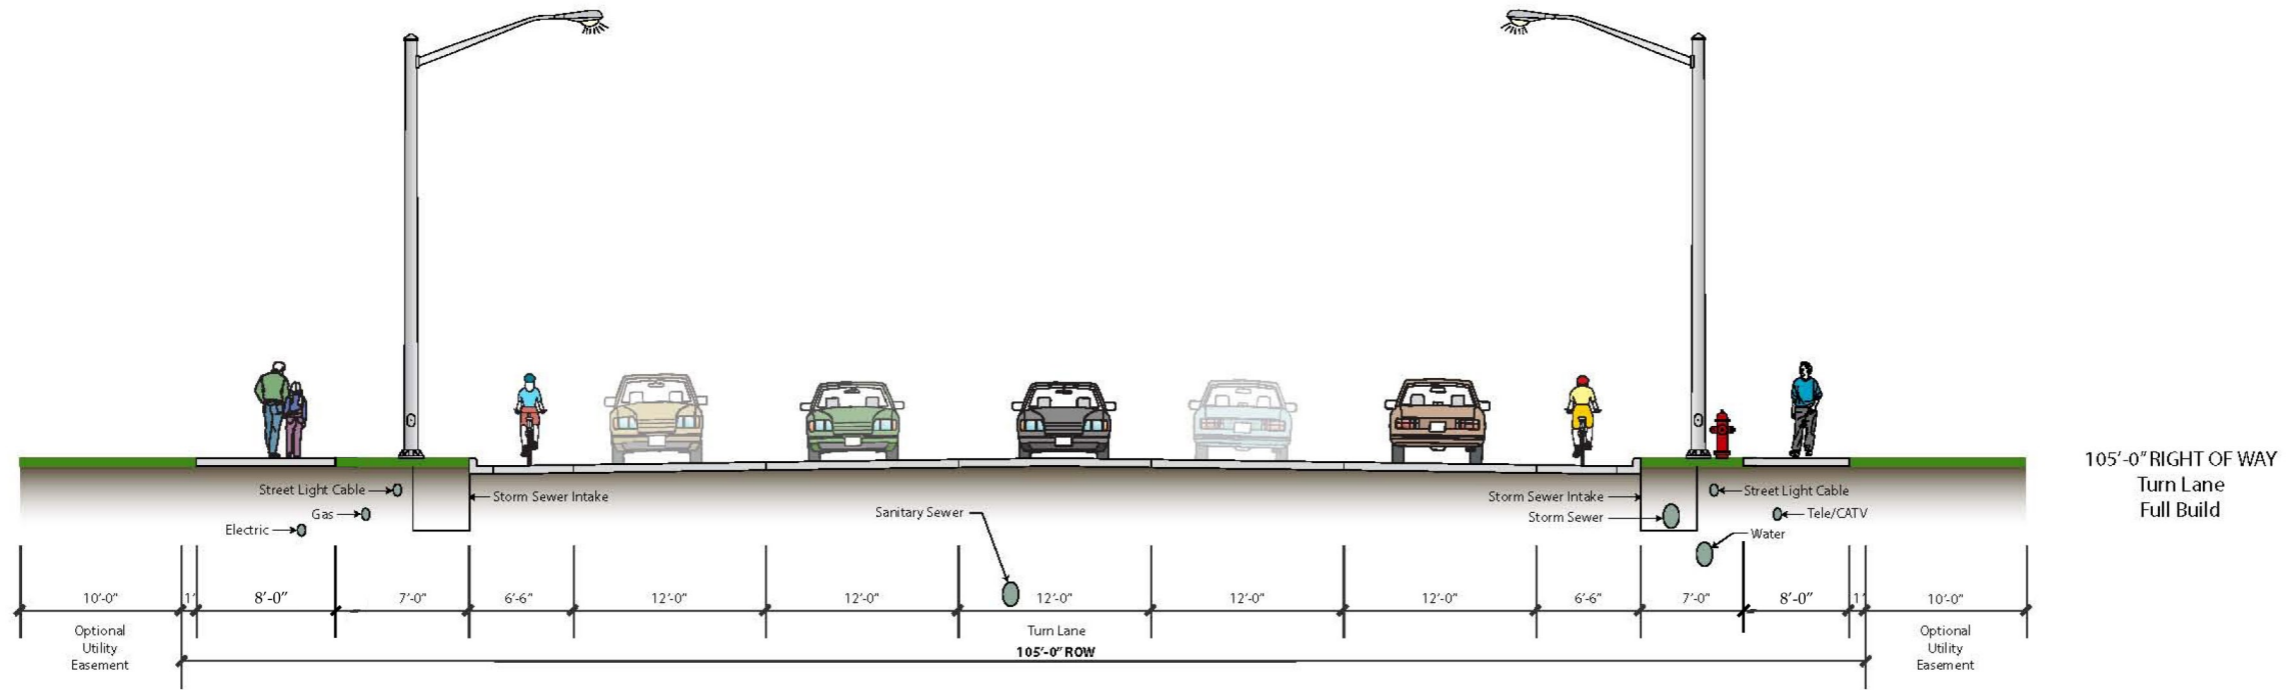 Street Light Cable
Storm Sewer Intake
Gas
Electric
Sanitary Sewer
Storm Sewer Intake
Storm Sewer
Street Light Cable
Tele/CATV
Water
105'-0" RIGHT OF WAY
Turn Lane
Full Build
10'-0" 1' 8'-0" 7'-0" 6'-6" 12'-0" 12'-0" 12'-0" 12'-0" 12'-0" 6'-6" 7'-0" 8'-0" 1' 10'-0"
Optional
Utility
Easement
Turn Lane
105'-0" ROW
Optional
Utility
Easement